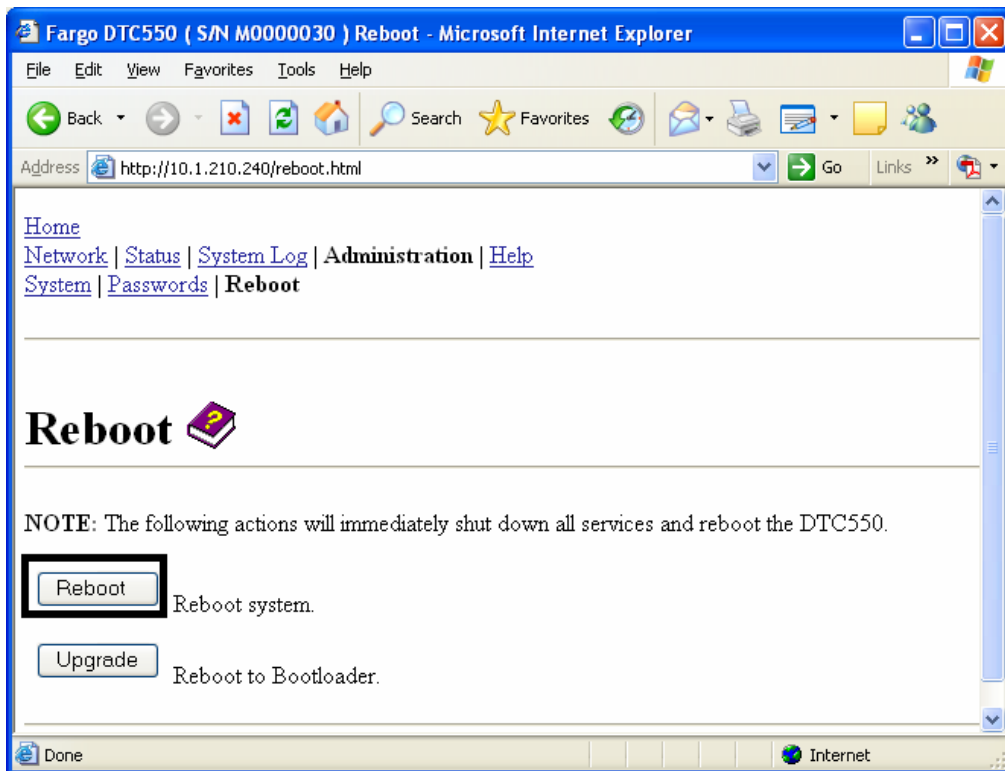 Fargo DTC550 ( S/N M0000030 ) Reboot - Microsoft Internet Explorer
File Edit View Favorites Tools Help
Back Search Favorites
Address http://10.1.210.240/reboot.html Go Links »
Home
Network | Status | System Log | Administration | Help
System | Passwords | Reboot
Reboot ?
NOTE: The following actions will immediately shut down all services and reboot the DTC550.
Reboot Reboot system.
Upgrade Reboot to Bootloader.
Done Internet